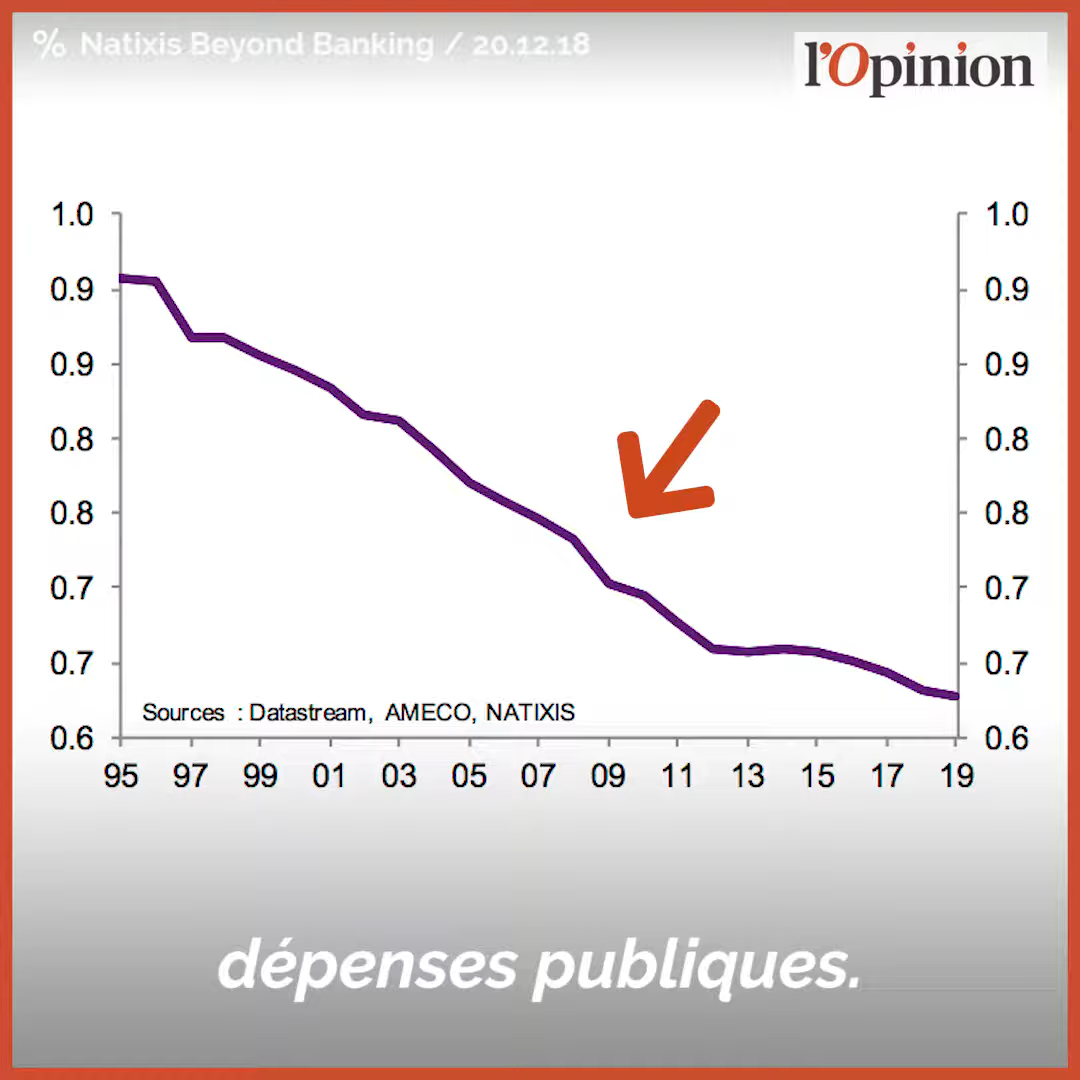 % Natixis Beyond Banking / 20.12.18
l'Opinion
1.0 1.0
0.9 0.9
0.9 0.9
0.8 0.8
0.8 0.8
0.7 0.7
0.7 0.7
Sources : Datastream, AMECO, NATIXIS
0.6 0.6
95 97 99 01 03 05 07 09 11 13 15 17 19
dépenses publiques.